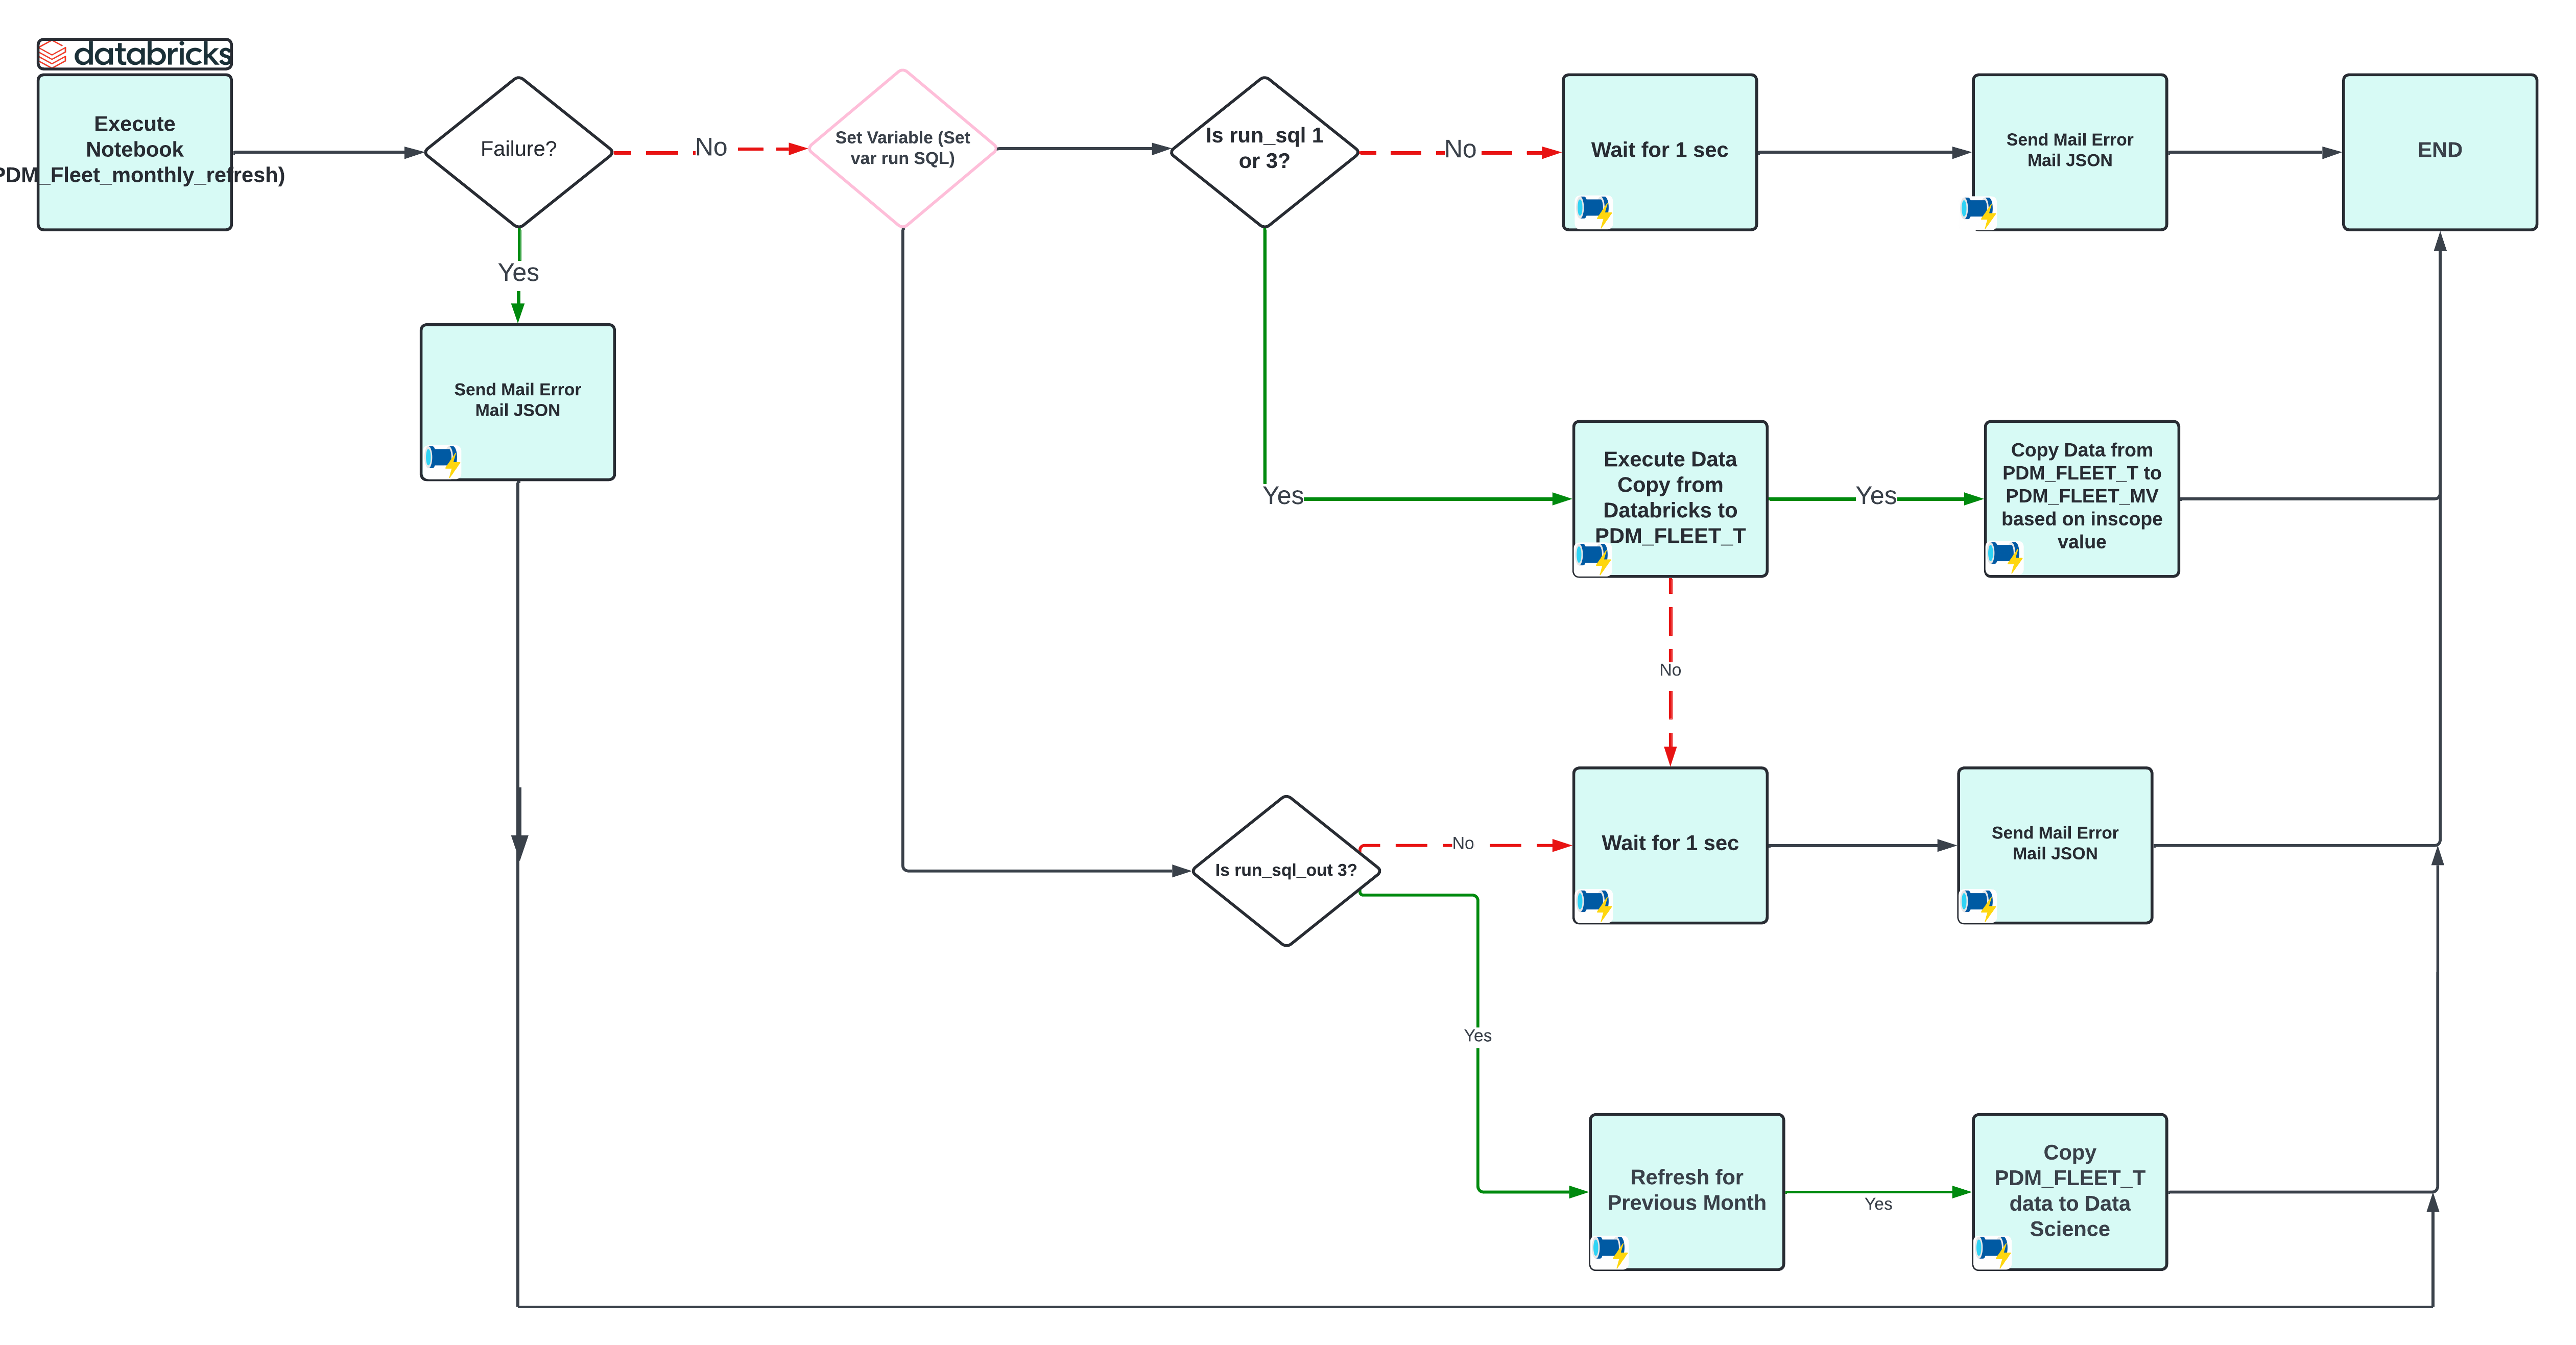 databricks
Execute
Notebook
PDM_Fleet_monthly_refresh)
Failure?
No
Set Variable (Set
var run SQL)
Is run_sql 1
or 3?
No
Wait for 1 sec
Send Mail Error
Mail JSON
END
Yes
Send Mail Error
Mail JSON
Yes
Execute Data
Copy from
Databricks to
PDM_FLEET_T
Yes
Copy Data from
PDM_FLEET_T to
PDM_FLEET_MV
based on inscope
value
No
Is run_sql_out 3?
No
Wait for 1 sec
Send Mail Error
Mail JSON
Yes
Refresh for
Previous Month
Yes
Copy
PDM_FLEET_T
data to Data
Science